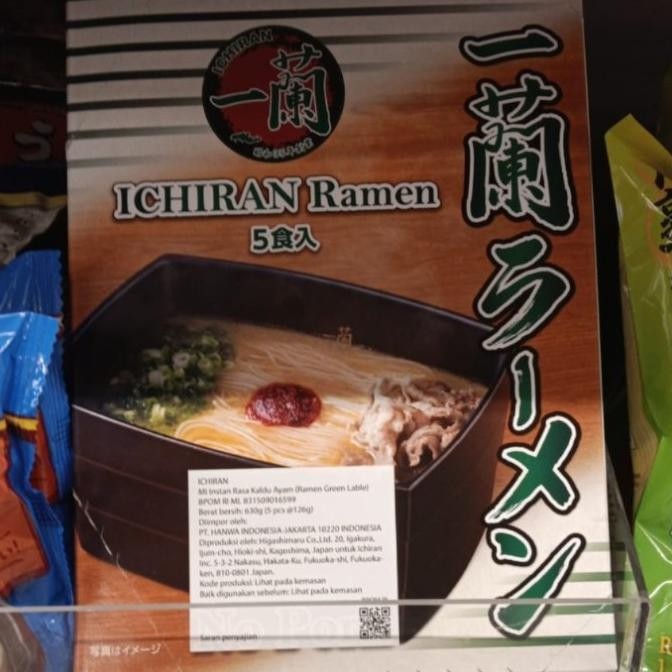 ICHIRAN
一蘭
一蘭ラーメン
ICHIRAN Ramen
5食入
一蘭
ICHIRAN
Mi Instan Rasa Kaldu Ayam (Ramen Green Lable)
BPOM RI ML 831509016599
Berat bersih: 630g (5 pcs @126g)
Diimpor oleh:
PT. HANWA INDONESIA-JAKARTA 10220 INDONESIA
Diproduksi oleh: Higashimaru Co.,Ltd. 20, Igakura,
Ijuin-cho, Hioki-shi, Kagoshima, Japan untuk Ichiran
Inc. 5-3-2 Nakasu, Hakata-Ku, Fukuoka-shi, Fukuoka-
ken, 810-0801 Japan.
Kode produksi: Lihat pada kemasan
Baik digunakan sebelum: Lihat pada kemasan
Saran penyajian
写真はイメージ
う